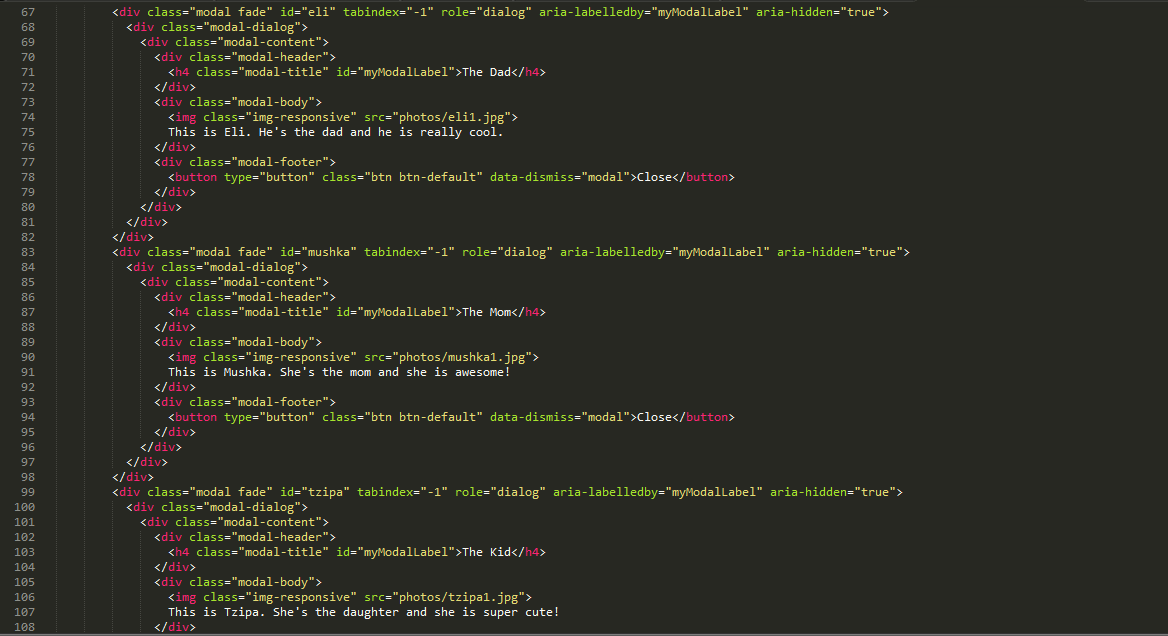 67 <div class="modal fade" id="eli" tabindex="-1" role="dialog" aria-labelledby="myModalLabel" aria-hidden="true">
68 <div class="modal-dialog">
69 <div class="modal-content">
70 <div class="modal-header">
71 <h4 class="modal-title" id="myModalLabel">The Dad</h4>
72 </div>
73 <div class="modal-body">
74 <img class="img-responsive" src="photos/eli1.jpg">
75 This is Eli. He's the dad and he is really cool.
76 </div>
77 <div class="modal-footer">
78 <button type="button" class="btn btn-default" data-dismiss="modal">Close</button>
79 </div>
80 </div>
81 </div>
82 </div>
83 <div class="modal fade" id="mushka" tabindex="-1" role="dialog" aria-labelledby="myModalLabel" aria-hidden="true">
84 <div class="modal-dialog">
85 <div class="modal-content">
86 <div class="modal-header">
87 <h4 class="modal-title" id="myModalLabel">The Mom</h4>
88 </div>
89 <div class="modal-body">
90 <img class="img-responsive" src="photos/mushka1.jpg">
91 This is Mushka. She's the mom and she is awesome!
92 </div>
93 <div class="modal-footer">
94 <button type="button" class="btn btn-default" data-dismiss="modal">Close</button>
95 </div>
96 </div>
97 </div>
98 </div>
99 <div class="modal fade" id="tzipa" tabindex="-1" role="dialog" aria-labelledby="myModalLabel" aria-hidden="true">
100 <div class="modal-dialog">
101 <div class="modal-content">
102 <div class="modal-header">
103 <h4 class="modal-title" id="myModalLabel">The Kid</h4>
104 </div>
105 <div class="modal-body">
106 <img class="img-responsive" src="photos/tzipa1.jpg">
107 This is Tzipa. She's the daughter and she is super cute!
108 </div>